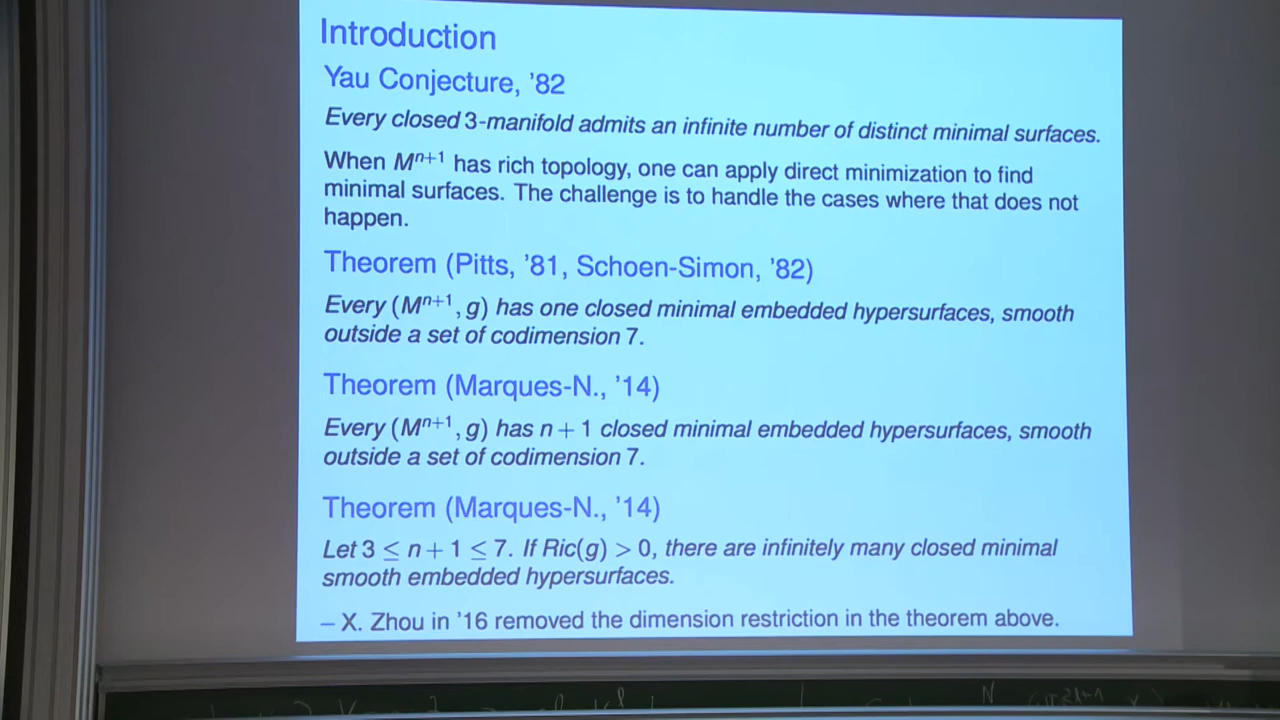 Introduction
Yau Conjecture, ’82
Every closed 3-manifold admits an infinite number of distinct minimal surfaces.
When Mⁿ⁺¹ has rich topology, one can apply direct minimization to find
minimal surfaces. The challenge is to handle the cases where that does not
happen.
Theorem (Pitts, ’81, Schoen-Simon, ’82)
Every (Mⁿ⁺¹, g) has one closed minimal embedded hypersurfaces, smooth
outside a set of codimension 7.
Theorem (Marques-N., ’14)
Every (Mⁿ⁺¹, g) has n + 1 closed minimal embedded hypersurfaces, smooth
outside a set of codimension 7.
Theorem (Marques-N., ’14)
Let 3 ≤ n + 1 ≤ 7. If Ric(g) > 0, there are infinitely many closed minimal
smooth embedded hypersurfaces.
– X. Zhou in ’16 removed the dimension restriction in the theorem above.